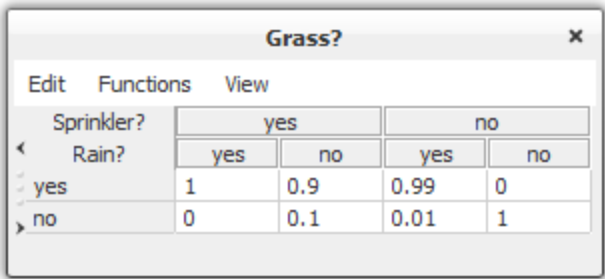 Grass? ×
Edit Functions View
Sprinkler? yes no
Rain? yes no yes no
yes 1 0.9 0.99 0
no 0 0.1 0.01 1